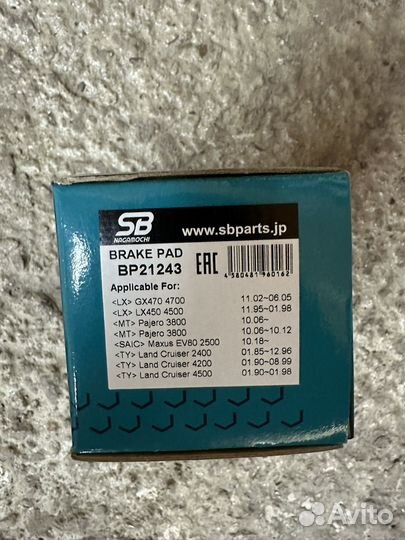 SB
NAGAMOCHI
www.sbparts.jp
BRAKE PAD
BP21243
EAC
4580481960162
Applicable For:
<LX> GX470 4700 11.02~06.05
<LX> LX450 4500 11.95~01.98
<MT> Pajero 3800 10.06~
<MT> Pajero 3800 10.06~10.12
<SAIC> Maxus EV80 2500 10.18~
<TY> Land Cruiser 2400 01.85~12.96
<TY> Land Cruiser 4200 01.90~08.99
<TY> Land Cruiser 4500 01.90~01.98
Avito